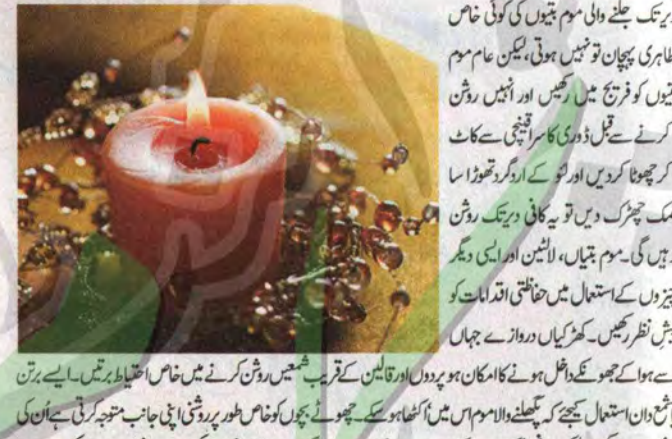 دیر تک جلنے والی موم بتیوں کی کوئی خاص
ظاہری پہچان تو نہیں ہوتی، لیکن عام موم
بتیوں کو فریج میں رکھیں اور انہیں روشن
کرنے سے قبل ڈوری کا سرا قینچی سے کاٹ
کر چھوٹا کر دیں اور لَو کے اردگرد تھوڑا سا
نمک چھڑک دیں تو یہ کافی دیر تک روشن
رہیں گی۔ موم بتیاں، لالٹین اور ایسی دیگر
چیزوں کے استعمال میں حفاظتی اقدامات کو
پیشِ نظر رکھیں۔ کھڑکیاں دروازے جہاں
سے ہوا کے جھونکے داخل ہونے کا امکان ہو پردوں اور قالین کے قریب شمعیں روشن کرنے میں خاص احتیاط برتیں۔ ایسے برتن
شمع دان استعمال کیجئے کہ پگھلنے والا موم اس میں اُکٹھا ہو سکے۔ چھوٹے بچوں کو خاص طور پر روشنی اپنی جانب متوجہ کرتی ہے اُن کی